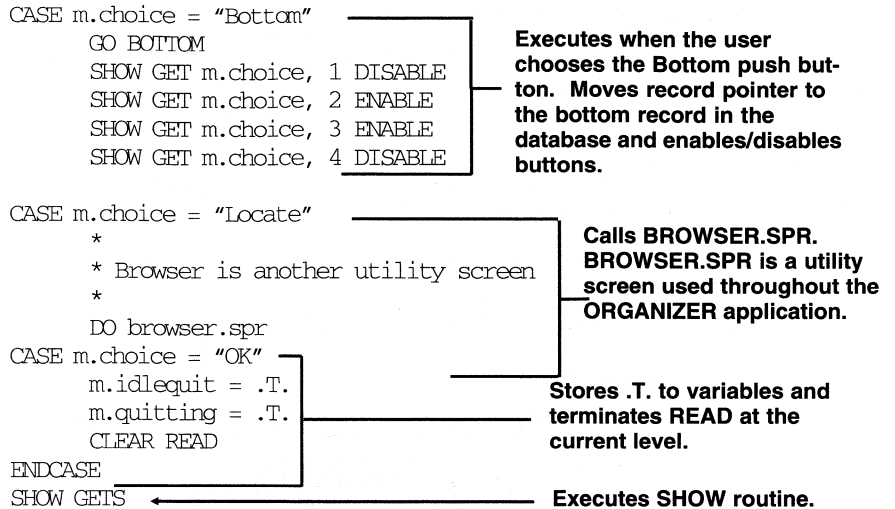 CASE m.choice = "Bottom"
GO BOTTOM
SHOW GET m.choice, 1 DISABLE
SHOW GET m.choice, 2 ENABLE
SHOW GET m.choice, 3 ENABLE
SHOW GET m.choice, 4 DISABLE
Executes when the user
chooses the Bottom push but-
ton. Moves record pointer to
the bottom record in the
database and enables/disables
buttons.
CASE m.choice = "Locate"
*
* Browser is another utility screen
*
DO browser.spr
Calls BROWSER.SPR.
BROWSER.SPR is a utility
screen used throughout the
ORGANIZER application.
CASE m.choice = "OK"
m.idlequit = .T.
m.quitting = .T.
CLEAR READ
ENDCASE
Stores .T. to variables and
terminates READ at the
current level.
SHOW GETS
Executes SHOW routine.